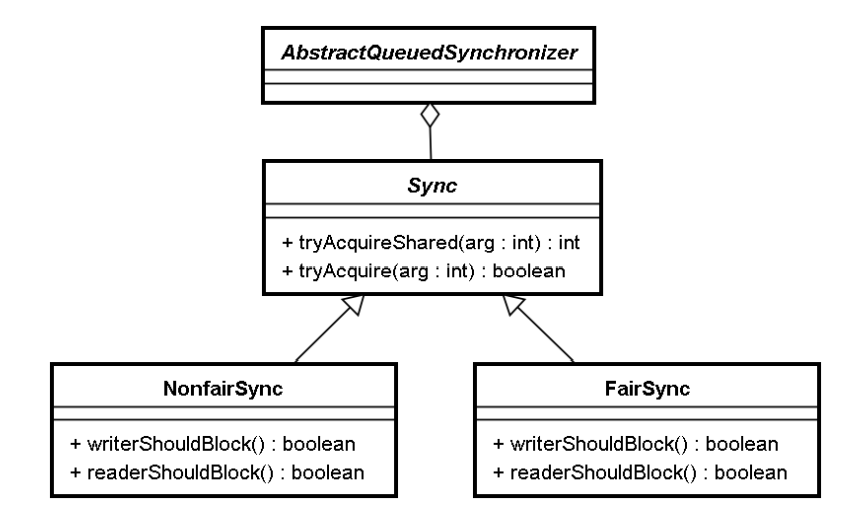 AbstractQueuedSynchronizer
Sync
+ tryAcquireShared(arg : int) : int
+ tryAcquire(arg : int) : boolean
NonfairSync
+ writerShouldBlock() : boolean
+ readerShouldBlock() : boolean
FairSync
+ writerShouldBlock() : boolean
+ readerShouldBlock() : boolean